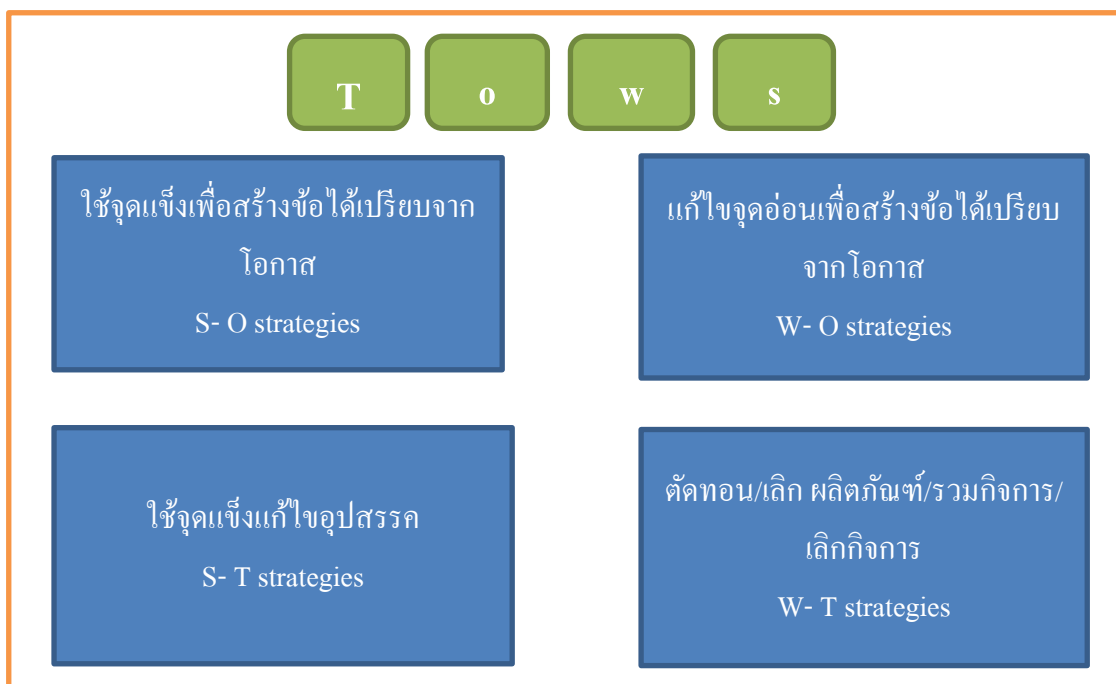 T o w s
ใช้จุดแข็งเพื่อสร้างข้อได้เปรียบจาก
โอกาส
S- O strategies
แก้ไขจุดอ่อนเพื่อสร้างข้อได้เปรียบ
จากโอกาส
W- O strategies
ใช้จุดแข็งแก้ไขอุปสรรค
S- T strategies
ตัดทอน/เลิก ผลิตภัณฑ์/รวมกิจการ/
เลิกกิจการ
W- T strategies